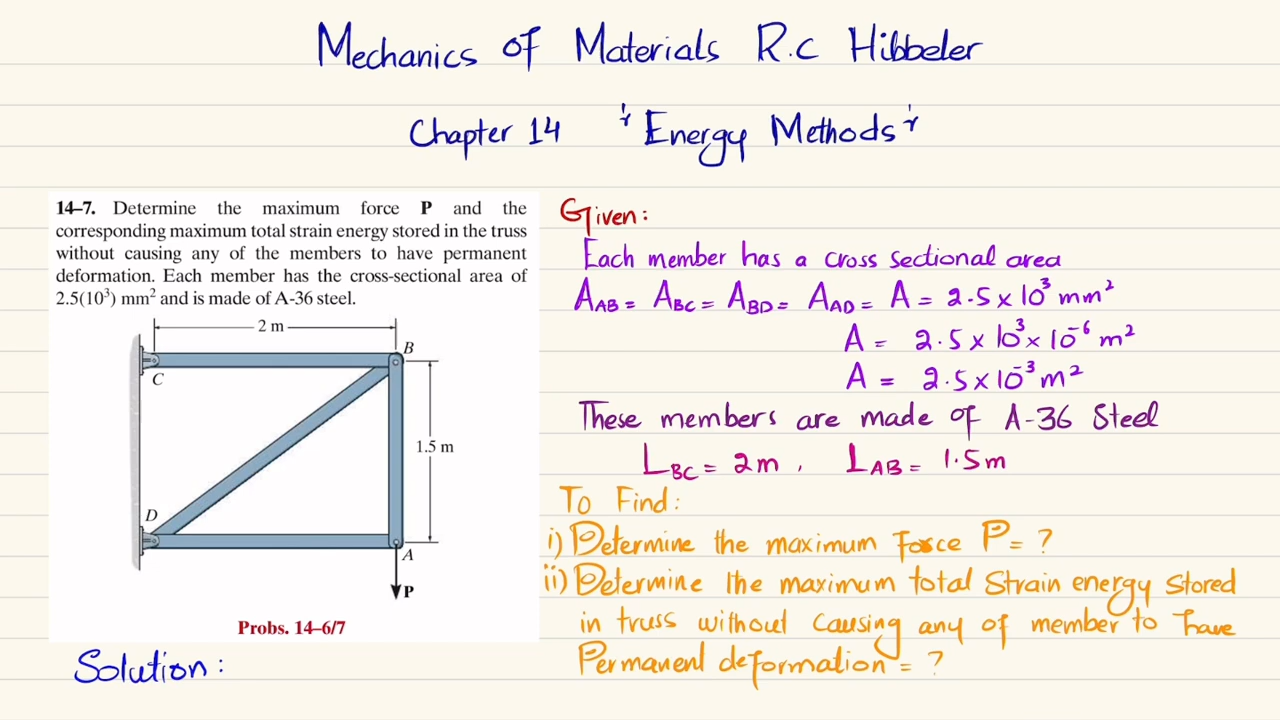 Mechanics of Materials R.C Hibbeler
Chapter 14 "Energy Methods"
14–7. Determine the maximum force P and the
corresponding maximum total strain energy stored in the truss
without causing any of the members to have permanent
deformation. Each member has the cross-sectional area of
2.5(10³) mm² and is made of A-36 steel.
2 m
B
C
1.5 m
D
A
P
Probs. 14–6/7
Solution:
Given:
Each member has a cross sectional area
A_AB = A_BC = A_BD = A_AD = A = 2.5 × 10³ mm²
A = 2.5 × 10³ × 10⁻⁶ m²
A = 2.5 × 10⁻³ m²
These members are made of A-36 Steel
L_BC = 2m , L_AB = 1.5m
To Find:
i) Determine the maximum Force P = ?
ii) Determine the maximum total Strain energy stored
in truss without causing any of member to have
Permanent deformation = ?